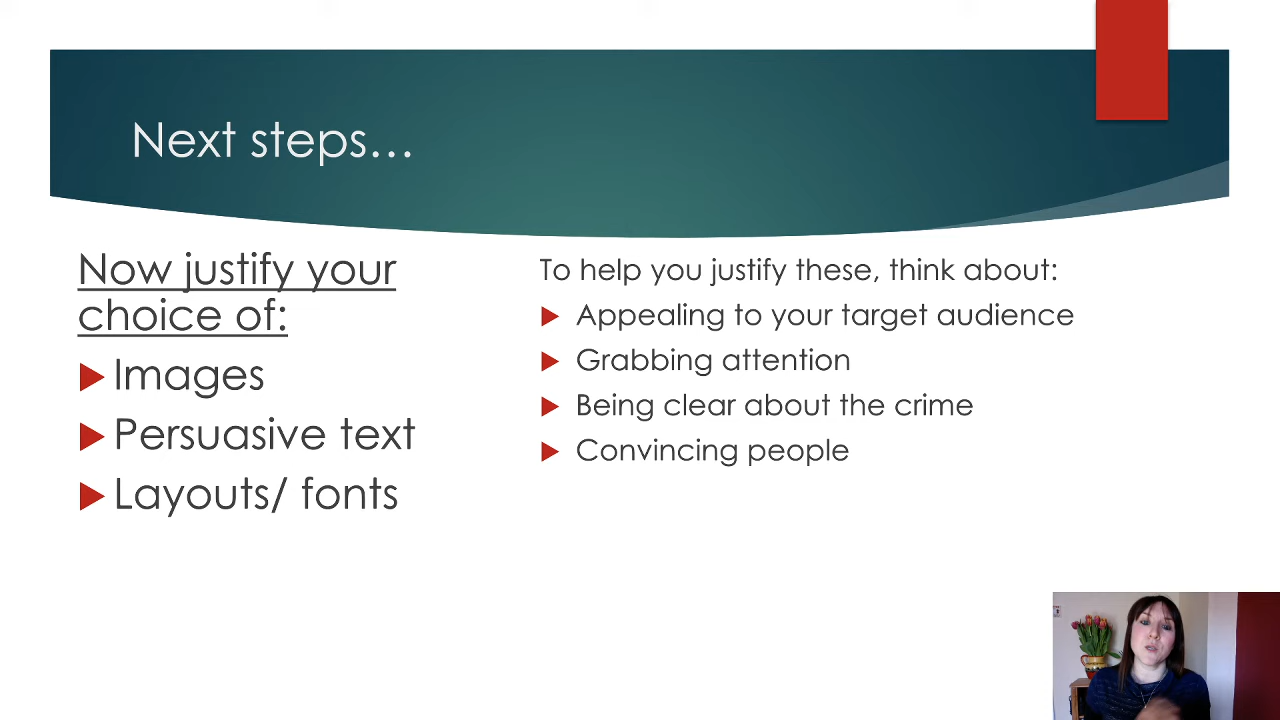 Next steps…
Now justify your
choice of:
Images
Persuasive text
Layouts/ fonts
To help you justify these, think about:
Appealing to your target audience
Grabbing attention
Being clear about the crime
Convincing people